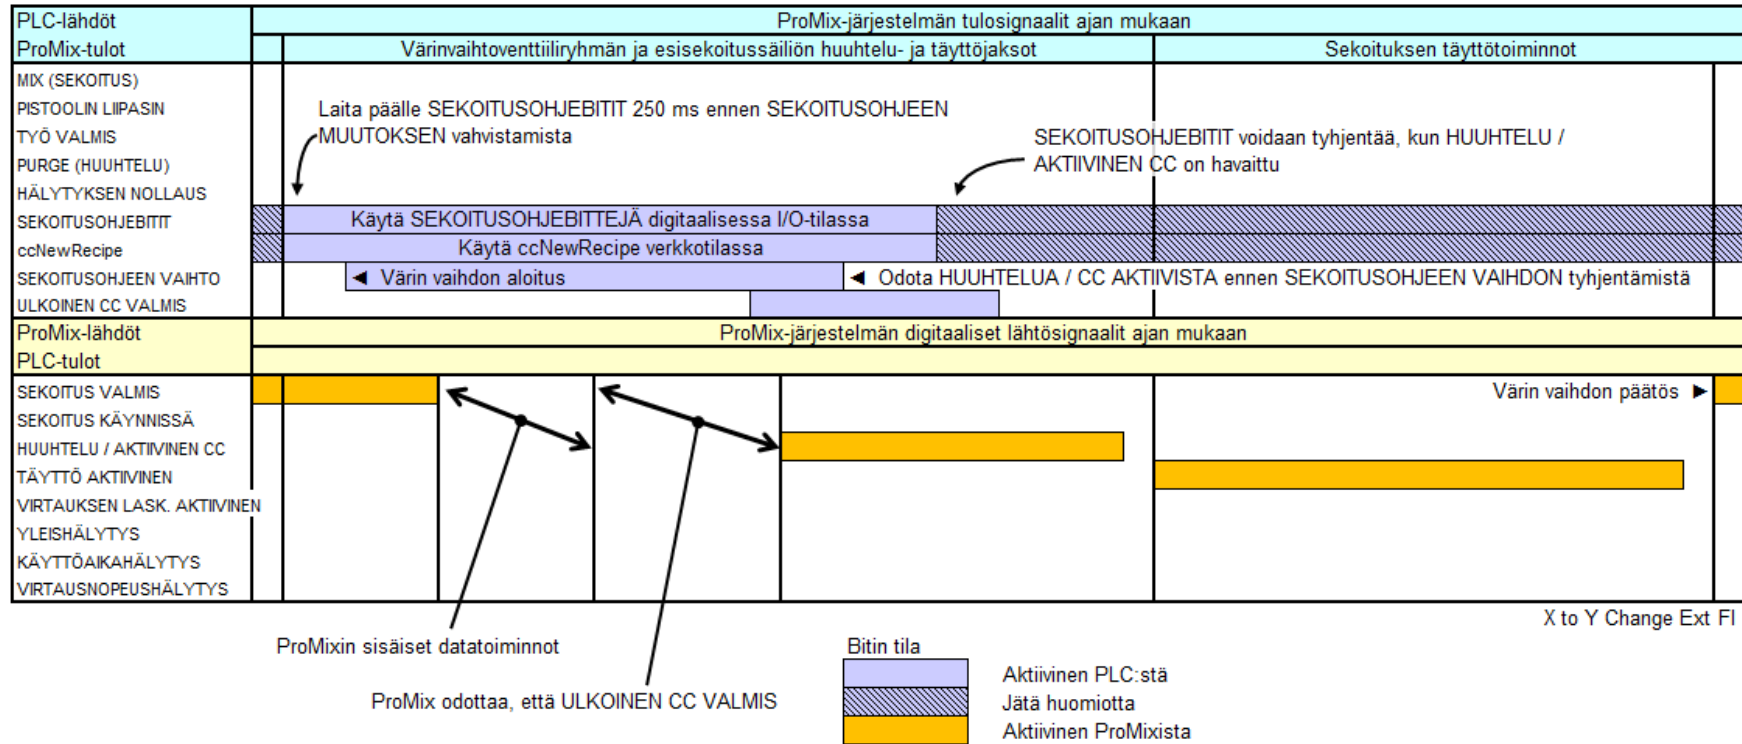 PLC-lähdöt
ProMix-järjestelmän tulosignaalit ajan mukaan
ProMix-tulot
Värinvaihtoventtiiliryhmän ja esisekoitussäiliön huuhtelu- ja täyttöjaksot
Sekoituksen täyttötoiminnot
MIX (SEKOITUS)
PISTOOLIN LIIPASIN
TYÖ VALMIS
PURGE (HUUHTELU)
HÄLYTYKSEN NOLLAUS
Laita päälle SEKOITUSOHJEBITIT 250 ms ennen SEKOITUSOHJEEN
MUUTOKSEN vahvistamista
SEKOITUSOHJEBITIT voidaan tyhjentää, kun HUUHTELU /
AKTIIVINEN CC on havaittu
SEKOITUSOHJEBITIT
Käytä SEKOITUSOHJEBITTEJÄ digitaalisessa I/O-tilassa
ccNewRecipe
Käytä ccNewRecipe verkkotilassa
SEKOITUSOHJEEN VAIHTO
◄ Värin vaihdon aloitus
◄ Odota HUUHTELUA / CC AKTIIVISTA ennen SEKOITUSOHJEEN VAIHDON tyhjentämistä
ULKOINEN CC VALMIS
ProMix-lähdöt
ProMix-järjestelmän digitaaliset lähtösignaalit ajan mukaan
PLC-tulot
SEKOITUS VALMIS
Värin vaihdon päätös ►
SEKOITUS KÄYNNISSÄ
HUUHTELU / AKTIIVINEN CC
TÄYTTÖ AKTIIVINEN
VIRTAUKSEN LASK. AKTIIVINEN
YLEISHÄLYTYS
KÄYTTÖAIKAHÄLYTYS
VIRTAUSNOPEUSHÄLYTYS
X to Y Change Ext FI
ProMixin sisäiset datatoiminnot
ProMix odottaa, että ULKOINEN CC VALMIS
Bitin tila
Aktiivinen PLC:stä
Jätä huomiotta
Aktiivinen ProMixista